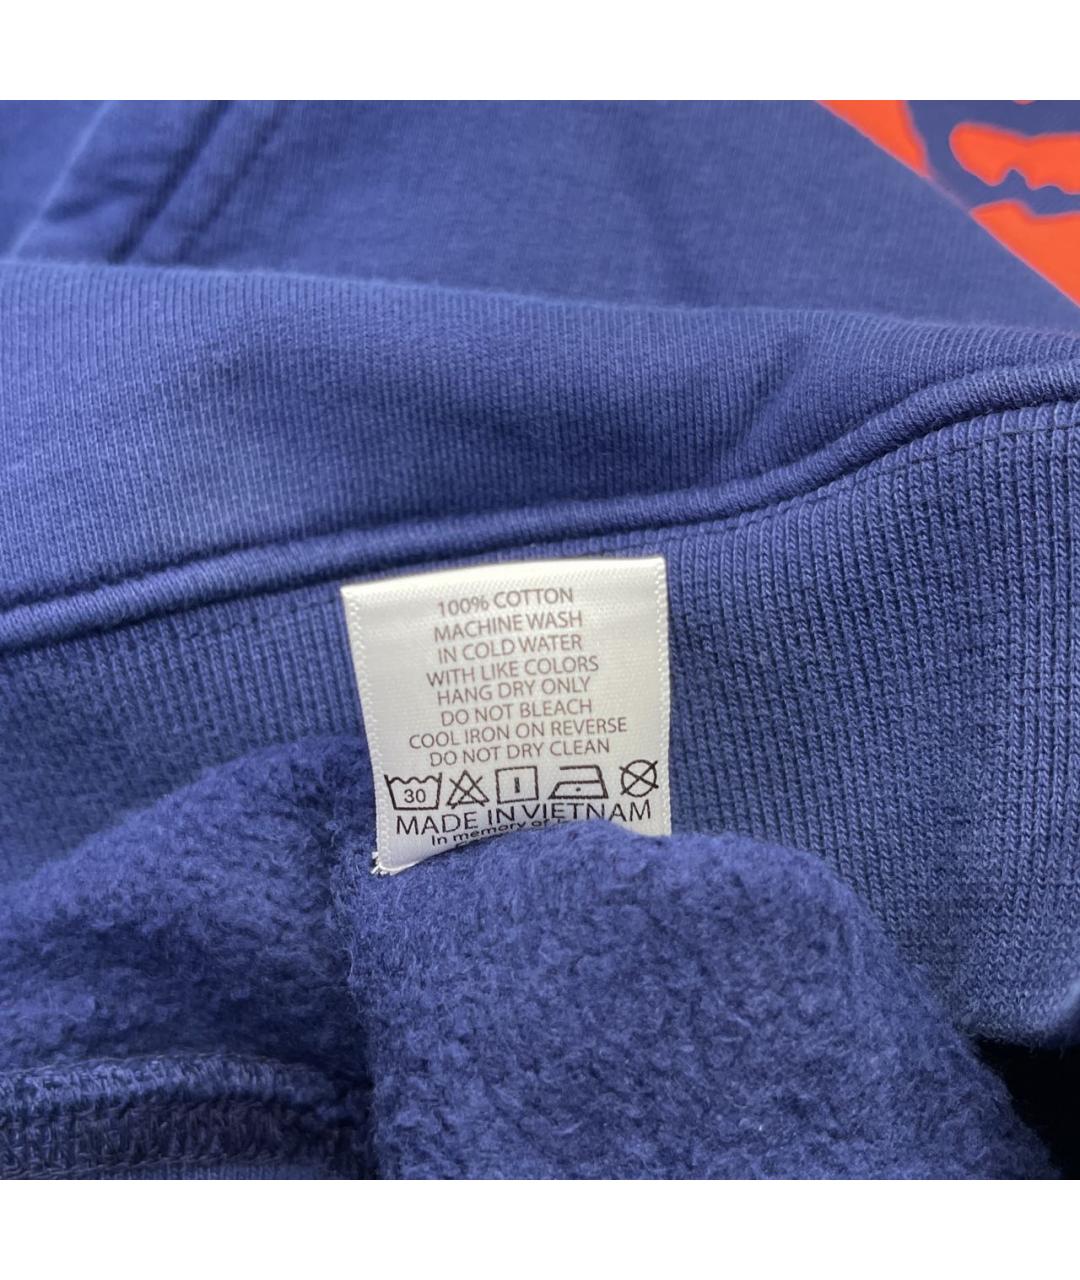 100% COTTON
MACHINE WASH
IN COLD WATER
WITH LIKE COLORS
HANG DRY ONLY
DO NOT BLEACH
COOL IRON ON REVERSE
DO NOT DRY CLEAN
30
MADE IN VIETNAM
In memory of